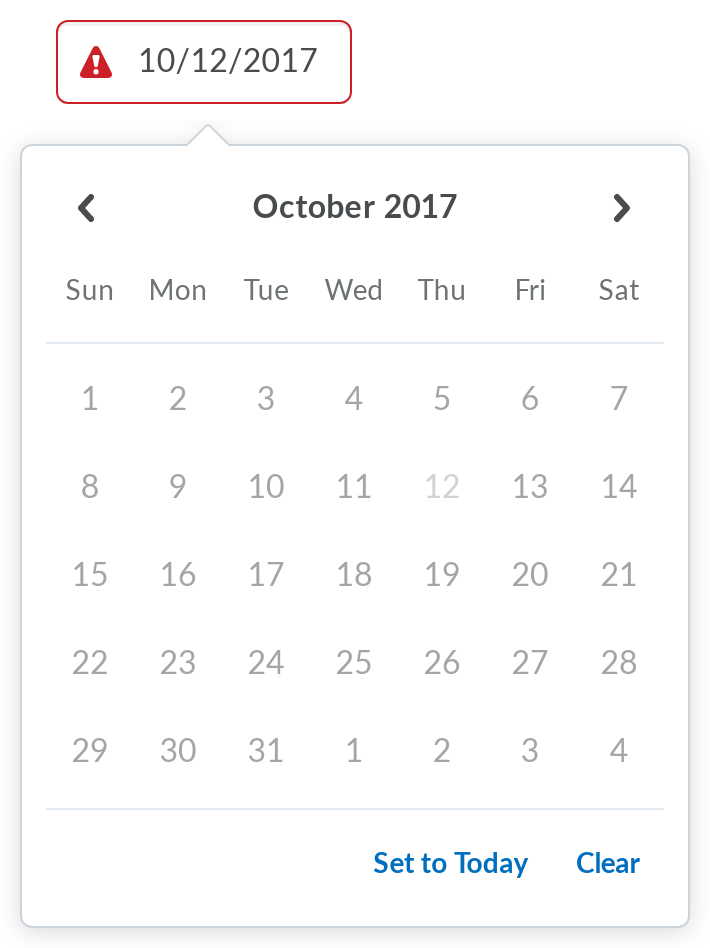 10/12/2017
October 2017
Sun Mon Tue Wed Thu Fri Sat
1 2 3 4 5 6 7
8 9 10 11 12 13 14
15 16 17 18 19 20 21
22 23 24 25 26 27 28
29 30 31 1 2 3 4
Set to Today Clear